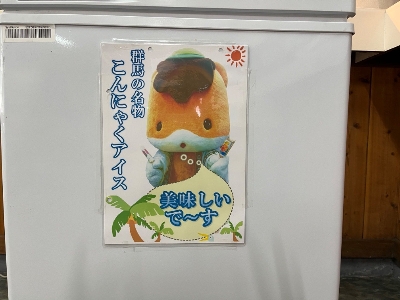 群馬の名物
こんにゃくアイス
美味しい
で～す